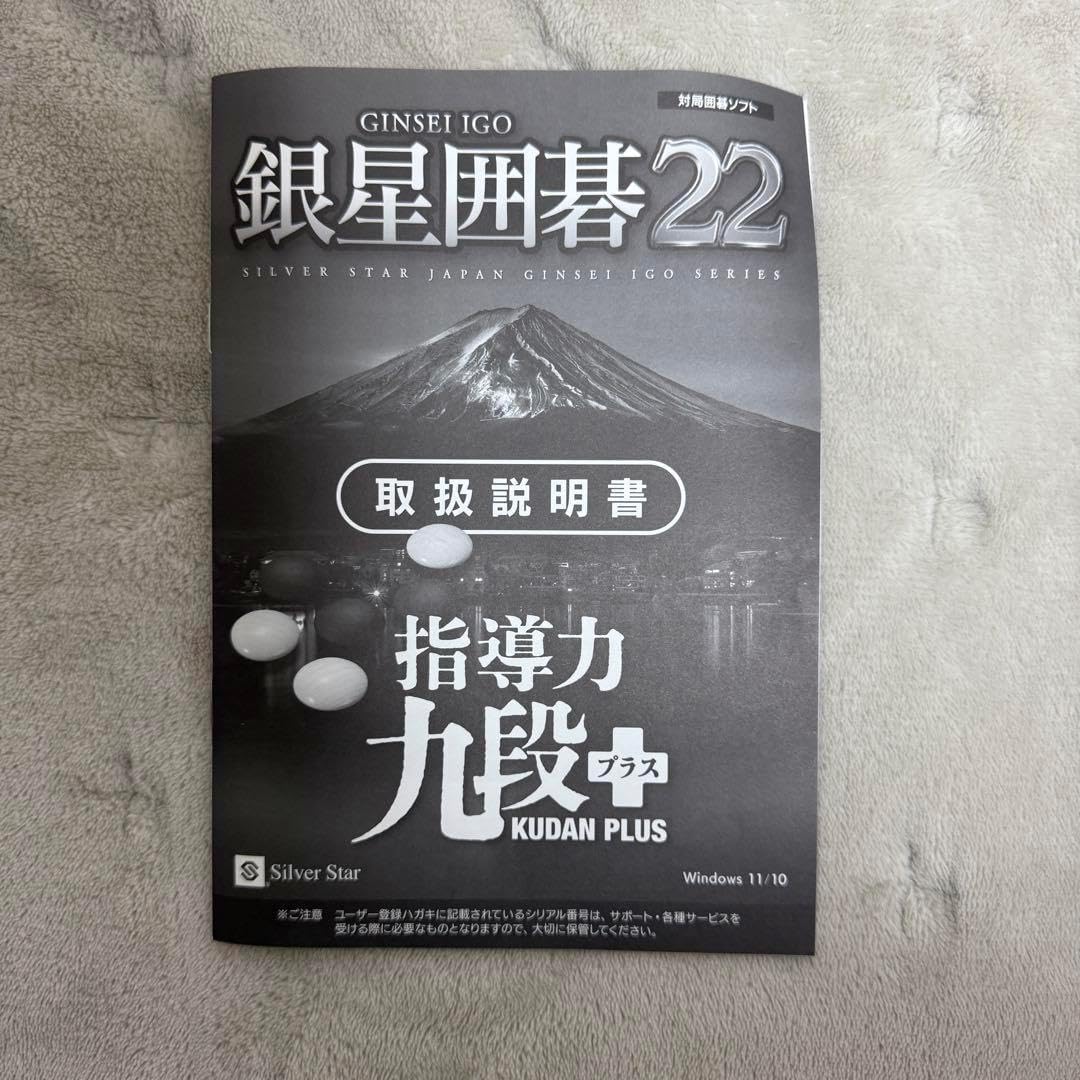 対局囲碁ソフト
GINSEI IGO
銀星囲碁22
SILVER STAR JAPAN GINSEI IGO SERIES
取扱説明書
指導力
九段プラス
KUDAN PLUS
Silver Star
Windows 11/10
※ご注意 ユーザー登録ハガキに記載されているシリアル番号は、サポート・各種サービスを
受ける際に必要なものとなりますので、大切に保管してください。